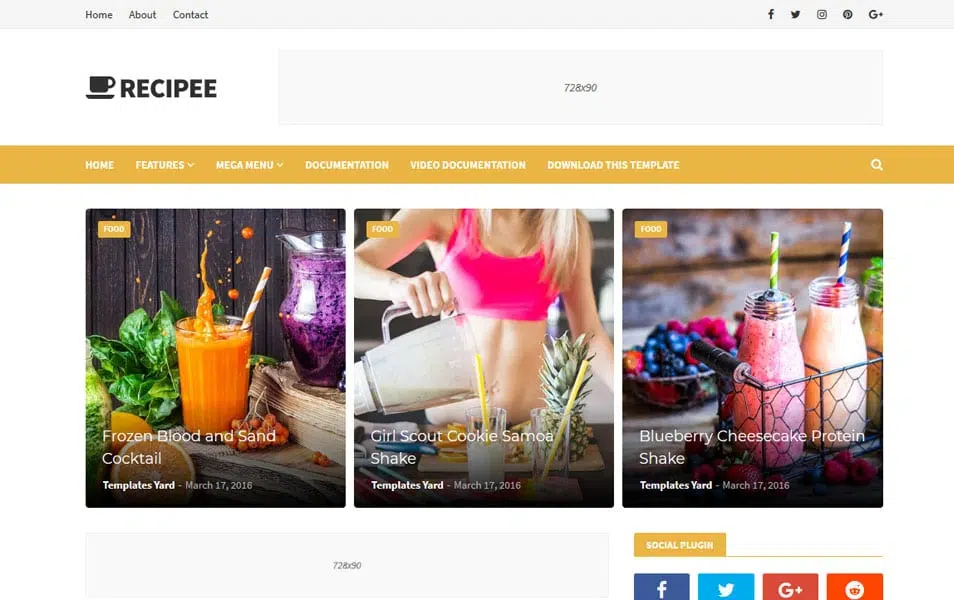 Home About Contact
RECIPEE
728x90
HOME FEATURES MEGA MENU DOCUMENTATION VIDEO DOCUMENTATION DOWNLOAD THIS TEMPLATE
FOOD
Frozen Blood and Sand
Cocktail
Templates Yard - March 17, 2016
FOOD
Girl Scout Cookie Samoa
Shake
Templates Yard - March 17, 2016
FOOD
Blueberry Cheesecake Protein
Shake
Templates Yard - March 17, 2016
728x90
SOCIAL PLUGIN